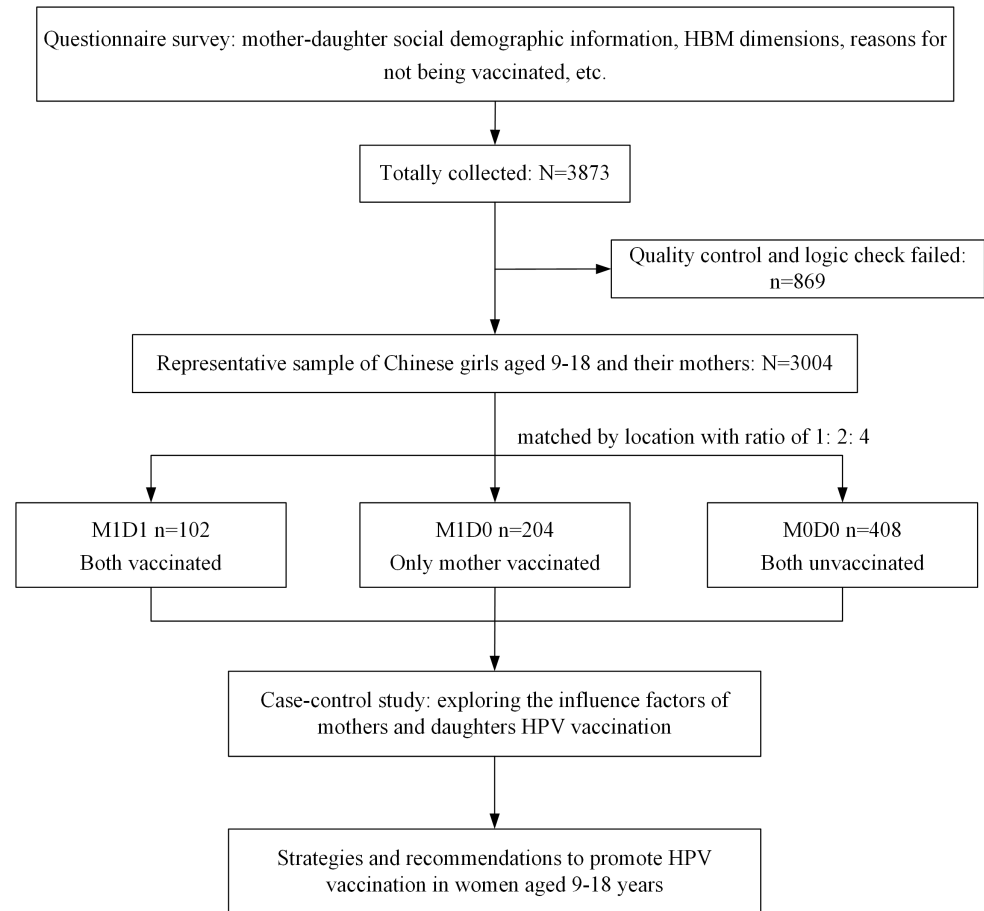 Questionnaire survey: mother-daughter social demographic information, HBM dimensions, reasons for
not being vaccinated, etc.
Totally collected: N=3873
Quality control and logic check failed:
n=869
Representative sample of Chinese girls aged 9-18 and their mothers: N=3004
matched by location with ratio of 1: 2: 4
M1D1 n=102
Both vaccinated
M1D0 n=204
Only mother vaccinated
M0D0 n=408
Both unvaccinated
Case-control study: exploring the influence factors of
mothers and daughters HPV vaccination
Strategies and recommendations to promote HPV
vaccination in women aged 9-18 years